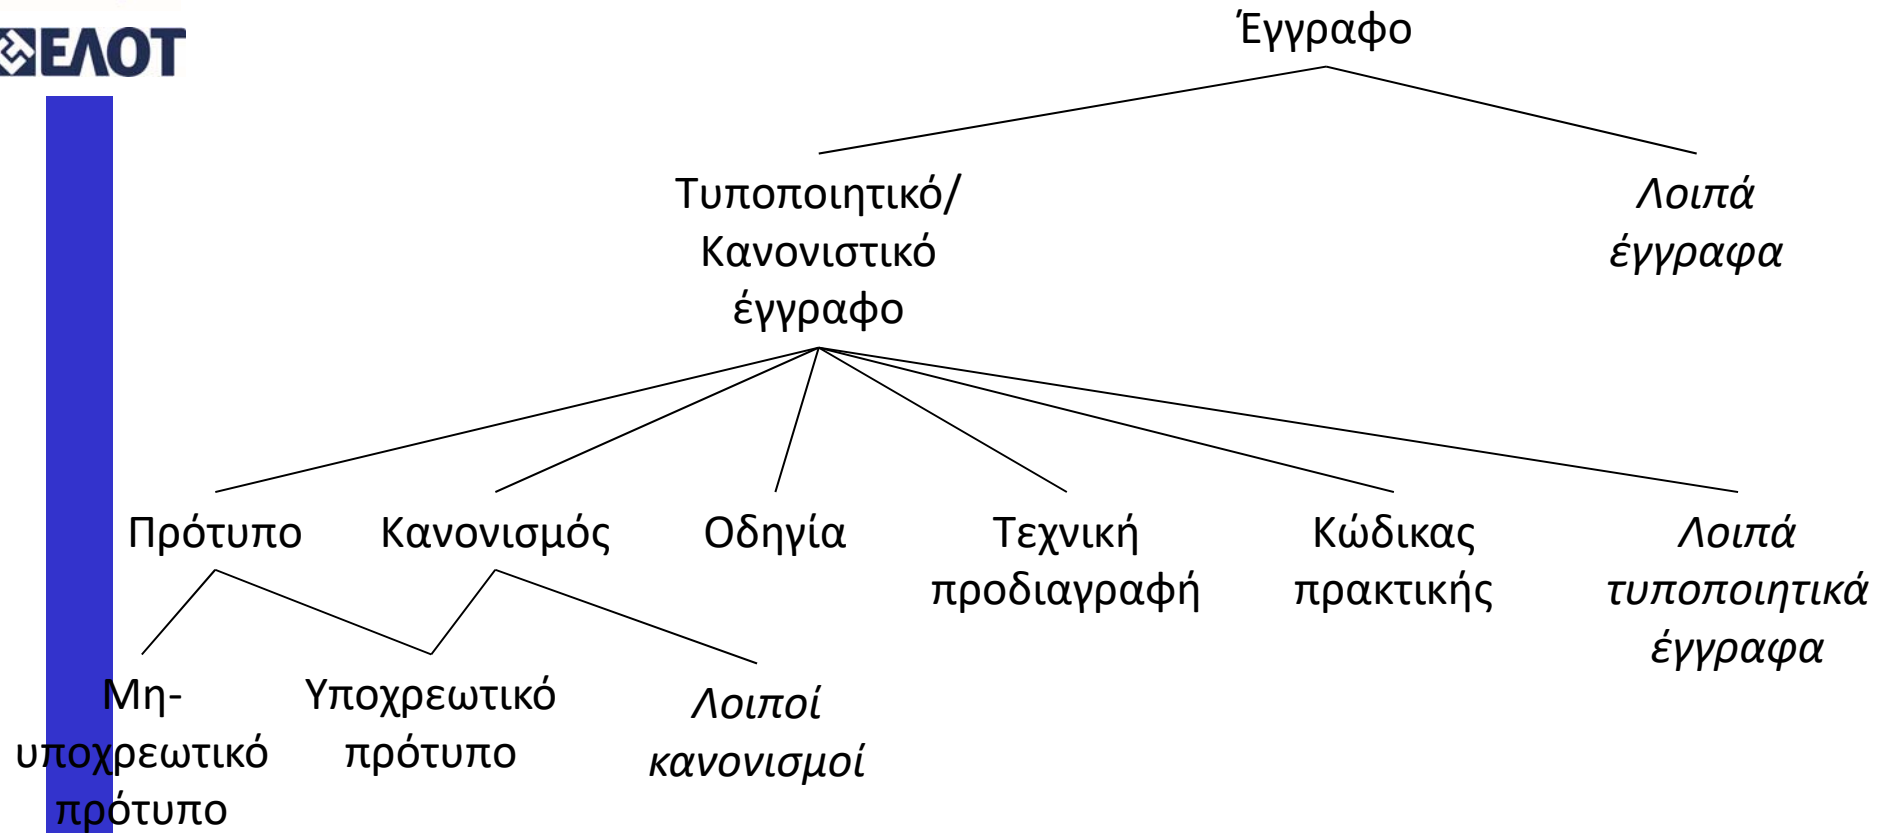 ΕΛΟΤ
Έγγραφο
Τυποποιητικό/
Κανονιστικό
έγγραφο
Λοιπά
έγγραφα
Πρότυπο
Κανονισμός
Οδηγία
Τεχνική
προδιαγραφή
Κώδικας
πρακτικής
Λοιπά
τυποποιητικά
έγγραφα
Μη-
υποχρεωτικό
πρότυπο
Υποχρεωτικό
πρότυπο
Λοιποί
κανονισμοί